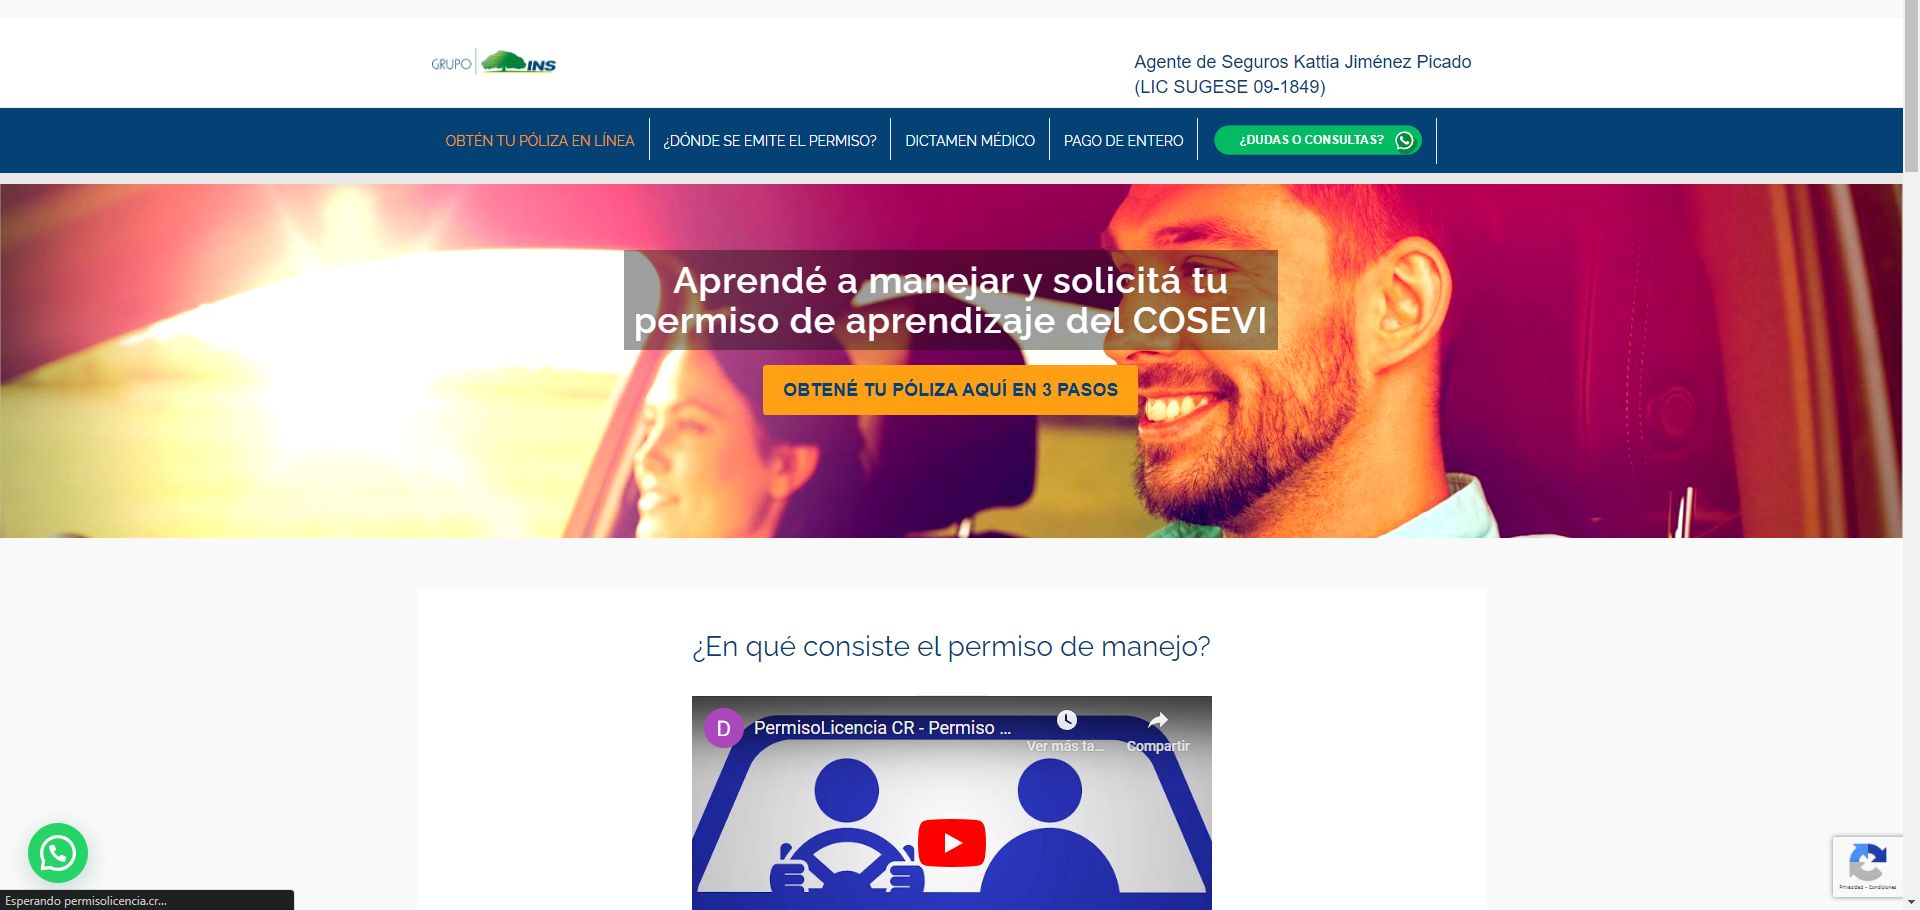 GRUPO INS
Agente de Seguros Kattia Jiménez Picado
(LIC SUGESE 09-1849)
OBTÉN TU PÓLIZA EN LÍNEA
¿DÓNDE SE EMITE EL PERMISO?
DICTAMEN MÉDICO
PAGO DE ENTERO
¿DUDAS O CONSULTAS?
Aprendé a manejar y solicitá tu
permiso de aprendizaje del COSEVI
OBTENÉ TU PÓLIZA AQUÍ EN 3 PASOS
¿En qué consiste el permiso de manejo?
D
PermisoLicencia CR - Permiso ...
Ver más ta...
Compartir
Privacidad - Condiciones
Esperando permisolicencia.cr...